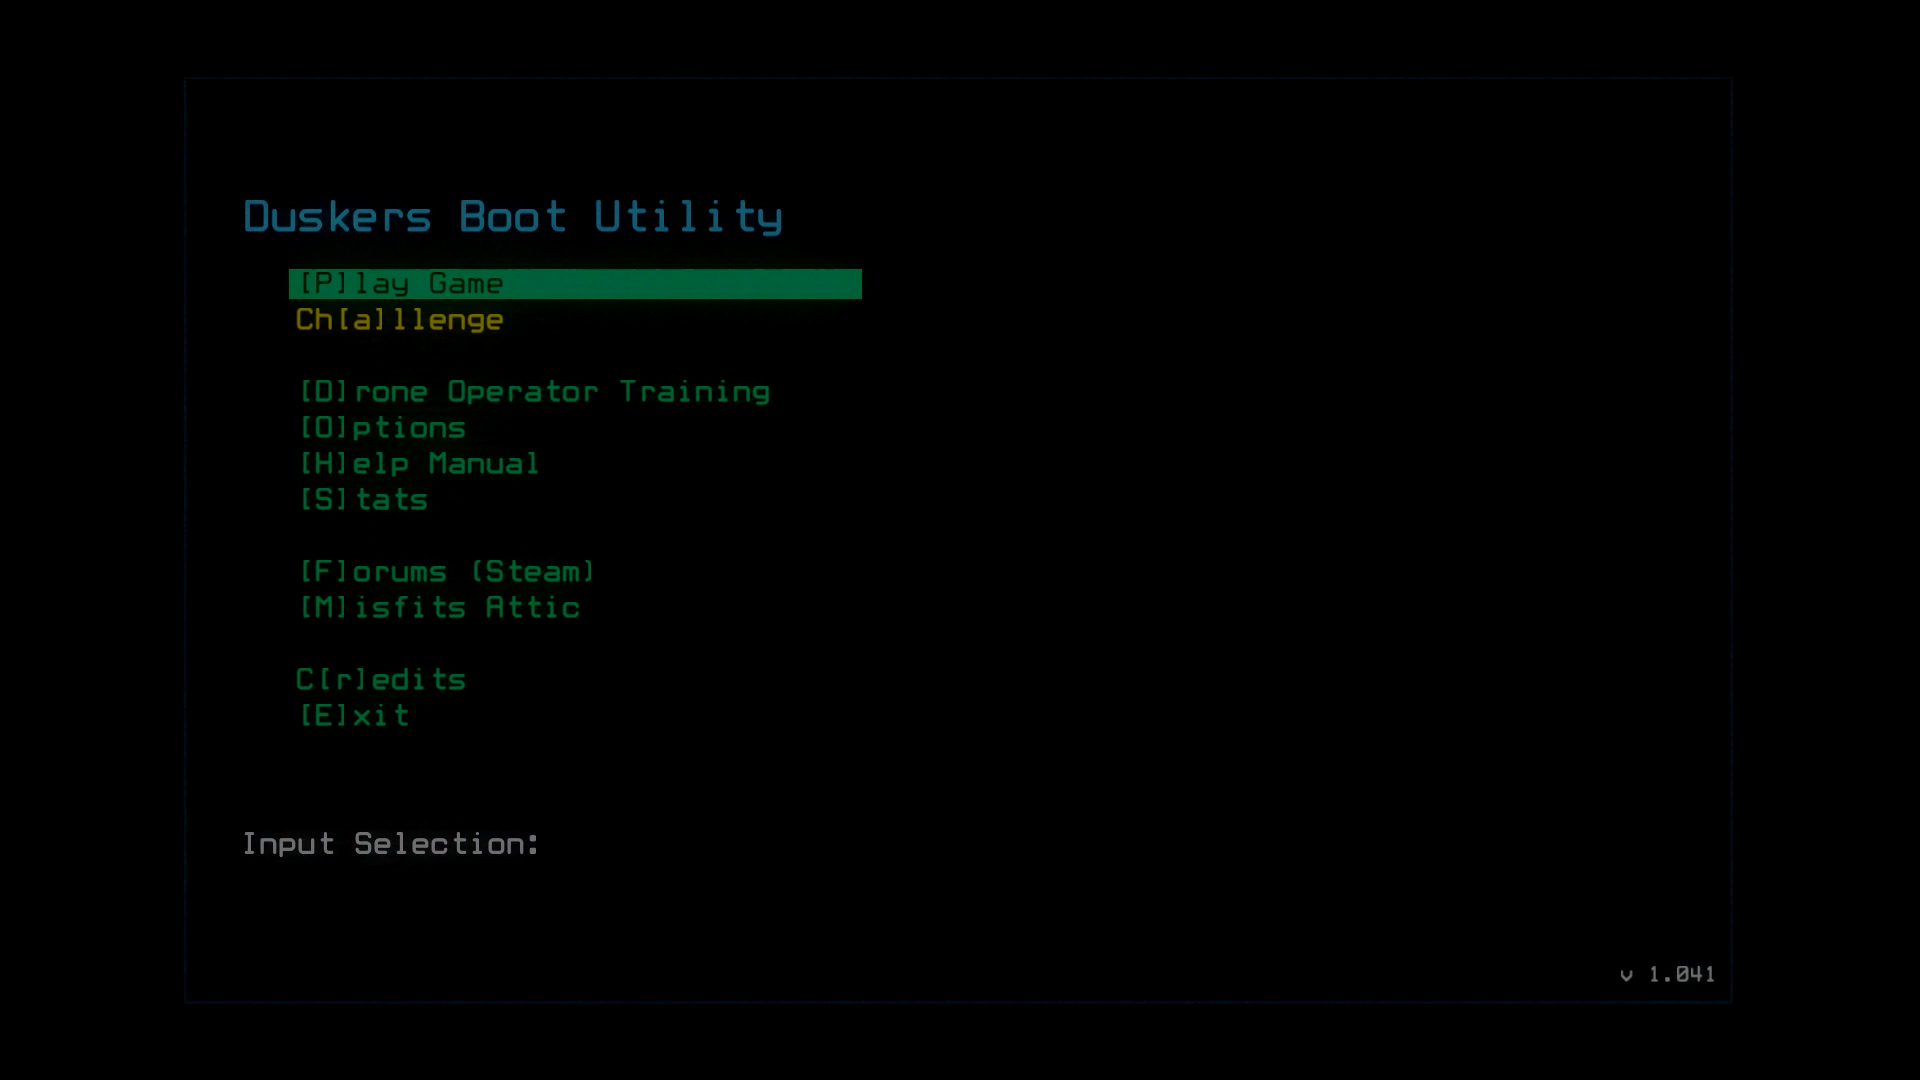 Duskers Boot Utility
[P]lay Game
Ch[a]llenge
[D]rone Operator Training
[O]ptions
[H]elp Manual
[S]tats
[F]orums (Steam)
[M]isfits Attic
C[r]edits
[E]xit
Input Selection:
v 1.041